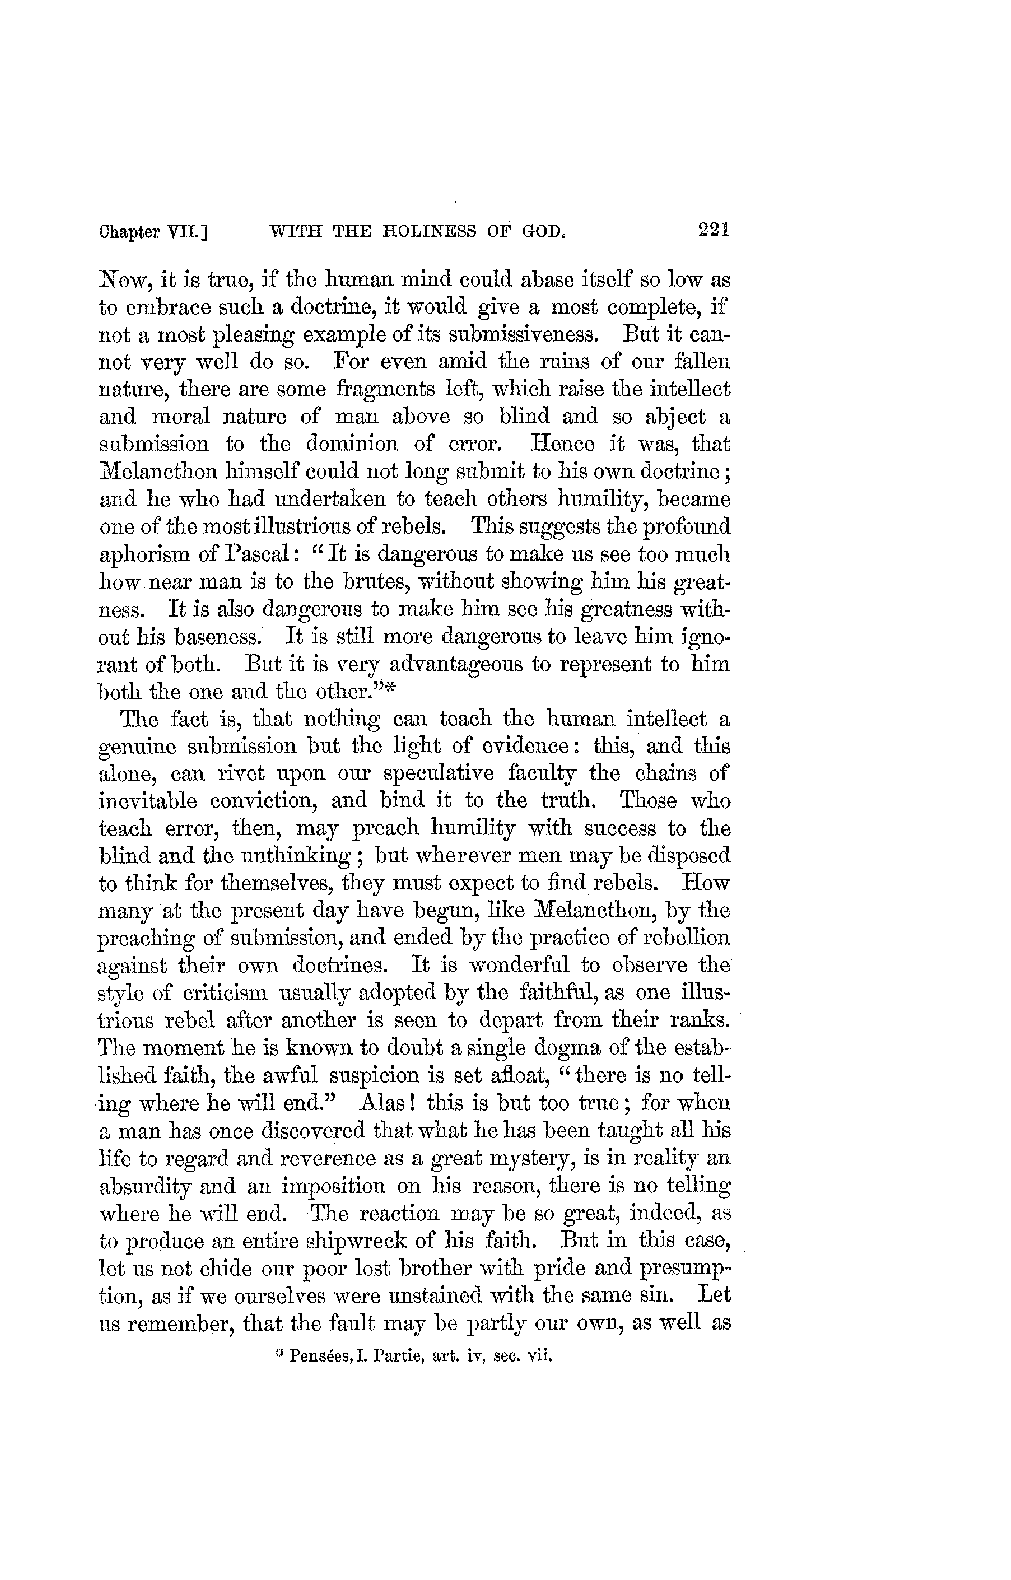 Chapter VII.] WITH THE HOLINESS OF GOD. 221
Now, it is true, if the human mind could abase itself so low as
to embrace such a doctrine, it would give a most complete, if
not a most pleasing example of its submissiveness. But it can-
not very well do so. For even amid the ruins of our fallen
nature, there are some fragments left, which raise the intellect
and moral nature of man above so blind and so abject a
submission to the dominion of error. Hence it was, that
Melancthon himself could not long submit to his own doctrine;
and he who had undertaken to teach others humility, became
one of the most illustrious of rebels. This suggests the profound
aphorism of Pascal: "It is dangerous to make us see too much
how near man is to the brutes, without showing him his great-
ness. It is also dangerous to make him see his greatness with-
out his baseness. It is still more dangerous to leave him igno-
rant of both. But it is very advantageous to represent to him
both the one and the other."*
The fact is, that nothing can teach the human intellect a
genuine submission but the light of evidence: this, and this
alone, can rivet upon our speculative faculty the chains of
inevitable conviction, and bind it to the truth. Those who
teach error, then, may preach humility with success to the
blind and the unthinking; but wherever men may be disposed
to think for themselves, they must expect to find rebels. How
many at the present day have begun, like Melancthon, by the
preaching of submission, and ended by the practice of rebellion
against their own doctrines. It is wonderful to observe the
style of criticism usually adopted by the faithful, as one illus-
trious rebel after another is seen to depart from their ranks.
The moment he is known to doubt a single dogma of the estab-
lished faith, the awful suspicion is set afloat, "there is no tell-
ing where he will end." Alas! this is but too true; for when
a man has once discovered that what he has been taught all his
life to regard and reverence as a great mystery, is in reality an
absurdity and an imposition on his reason, there is no telling
where he will end. The reaction may be so great, indeed, as
to produce an entire shipwreck of his faith. But in this case,
let us not chide our poor lost brother with pride and presump-
tion, as if we ourselves were unstained with the same sin. Let
us remember, that the fault may be partly our own, as well as
* Pensées, I. Partie, art. iv, sec. vii.